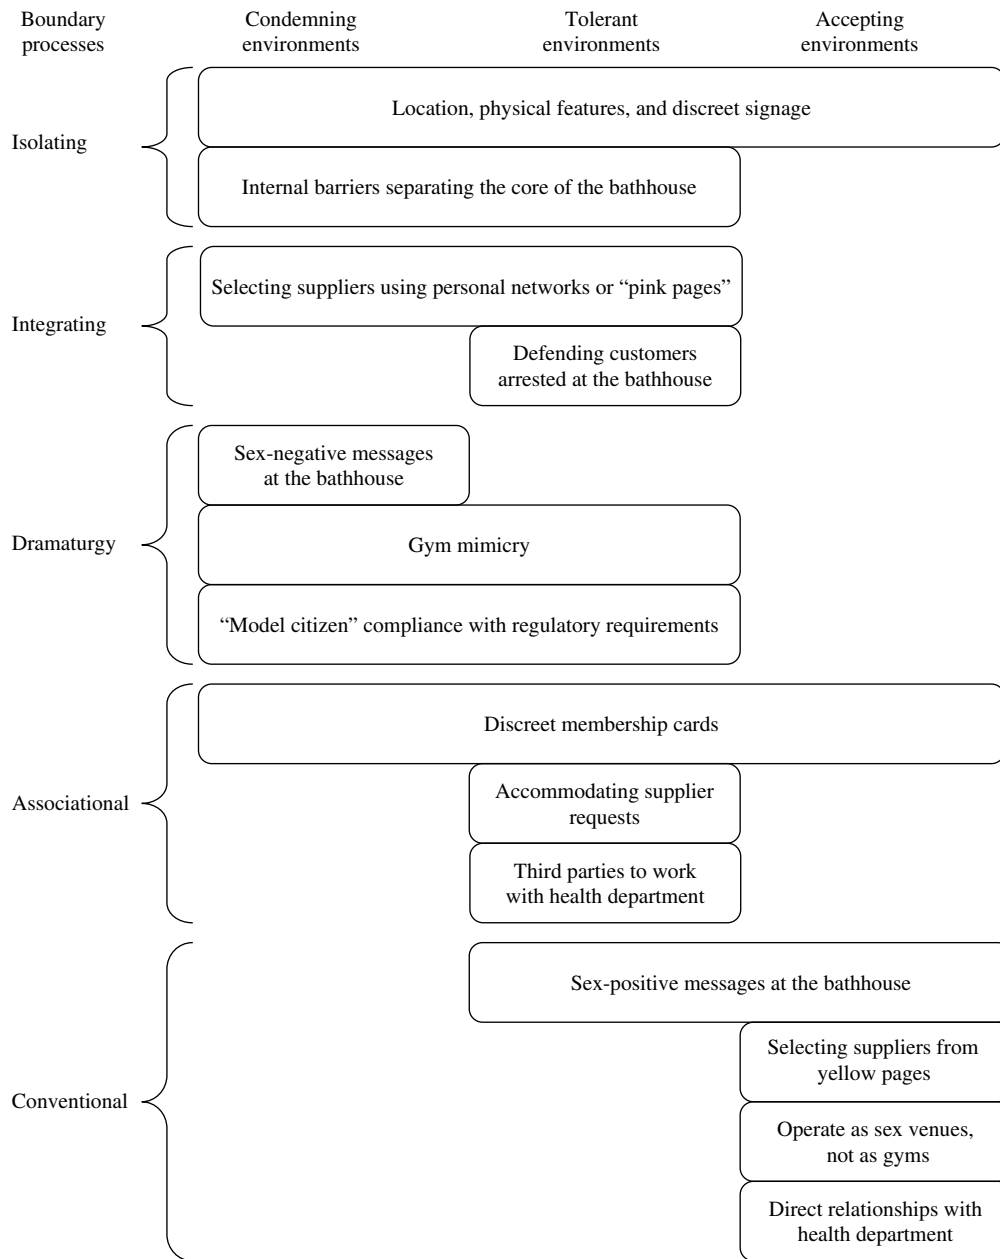 Boundary processes
Condemning environments
Tolerant environments
Accepting environments
Isolating
Location, physical features, and discreet signage
Internal barriers separating the core of the bathhouse
Integrating
Selecting suppliers using personal networks or “pink pages”
Defending customers
arrested at the bathhouse
Dramaturgy
Sex-negative messages
at the bathhouse
Gym mimicry
“Model citizen” compliance with regulatory requirements
Associational
Discreet membership cards
Accommodating supplier
requests
Third parties to work
with health department
Conventional
Sex-positive messages at the bathhouse
Selecting suppliers from
yellow pages
Operate as sex venues,
not as gyms
Direct relationships with
health department